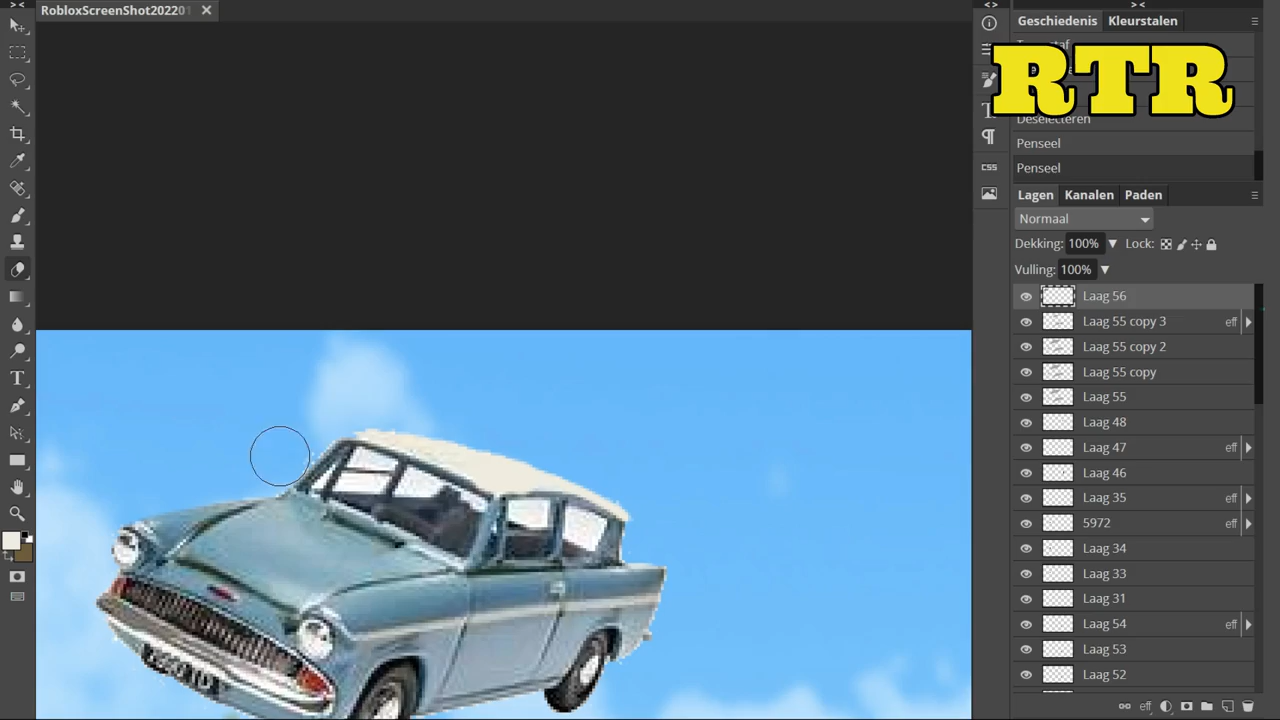 RobloxScreenShot202201
Geschiedenis Kleurstalen
RTR
Deselecteren
Penseel
Penseel
Lagen Kanalen Paden
Normaal
Dekking: 100% Lock:
Vulling: 100%
Laag 56
Laag 55 copy 3 eff
Laag 55 copy 2
Laag 55 copy
Laag 55
Laag 48
Laag 47 eff
Laag 46
Laag 35 eff
5972 eff
Laag 34
Laag 33
Laag 31
Laag 54 eff
Laag 53
Laag 52
CSS
eff